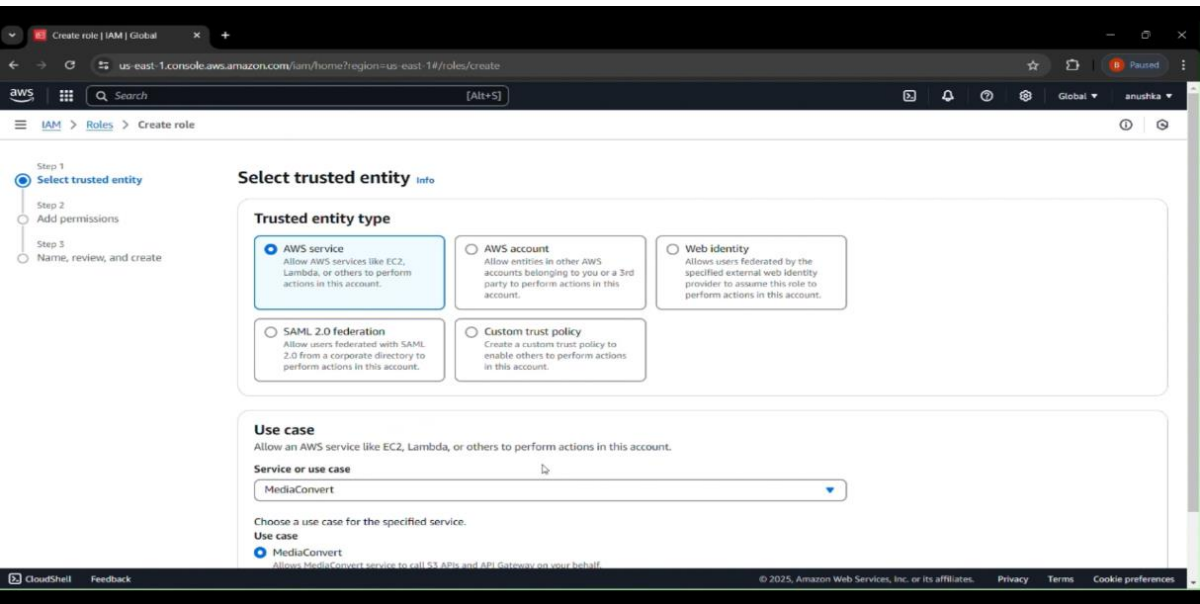 Create role | IAM | Global
us-east-1.console.aws.amazon.com/iam/home?region=us-east-1#/roles/create
B Paused
aws
Search [Alt+S]
Global
anushka
IAM > Roles > Create role
Step 1
Select trusted entity
Step 2
Add permissions
Step 3
Name, review, and create
Select trusted entity Info
Trusted entity type
AWS service
Allow AWS services like EC2,
Lambda, or others to perform
actions in this account.
AWS account
Allow entities in other AWS
accounts belonging to you or a 3rd
party to perform actions in this
account.
Web identity
Allows users federated by the
specified external web identity
provider to assume this role to
perform actions in this account.
SAML 2.0 federation
Allow users federated with SAML
2.0 from a corporate directory to
perform actions in this account.
Custom trust policy
Create a custom trust policy to
enable others to perform actions
in this account.
Use case
Allow an AWS service like EC2, Lambda, or others to perform actions in this account.
Service or use case
MediaConvert
Choose a use case for the specified service.
Use case
MediaConvert
Allows MediaConvert service to call S3 APIs and API Gateway on your behalf.
CloudShell Feedback
© 2025, Amazon Web Services, Inc. or its affiliates. Privacy Terms Cookie preferences